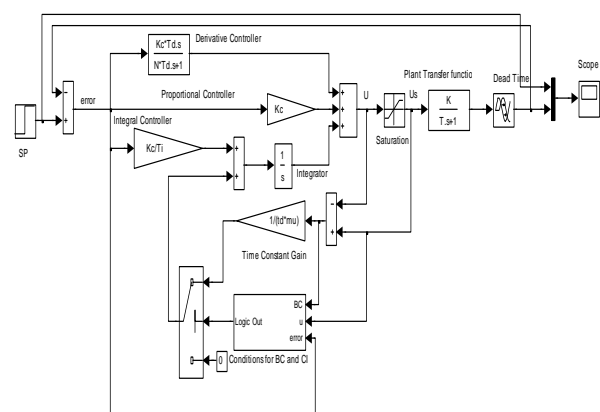 Kc*Td.s
N*Td.s+1
Derivative Controller
error
Proportional Controller
Kc
U
Us
Plant Transfer functio
K
T.s+1
Dead Time
Scope
SP
Integral Controller
Kc/Ti
1
s
Integrator
Saturation
1/(td*mu)
Time Constant Gain
BC
Logic Out
u
error
0
Conditions for BC and CI